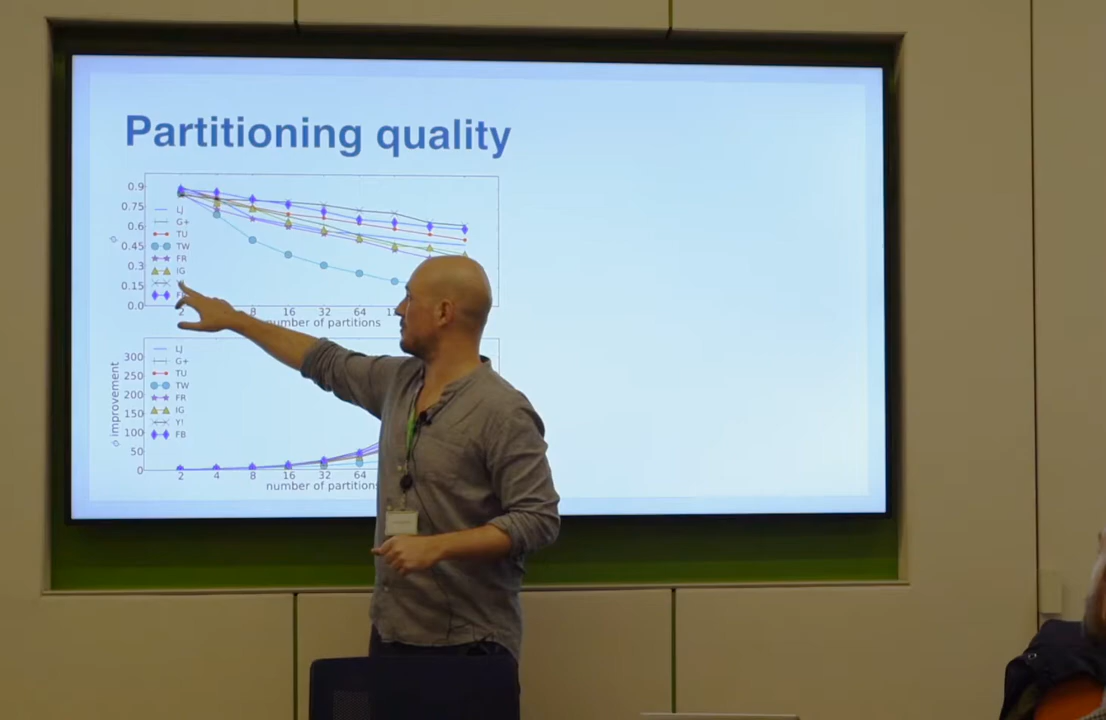 Partitioning quality
0.9
0.75
0.6
0.45
0.3
0.15
0.0
ϕ
LJ
G+
TU
TW
FR
IG
2
8
16
32
64
number of partitions
300
250
200
150
100
50
0
ϕ improvement
LJ
G+
TU
TW
FR
IG
Y!
FB
2
4
8
16
32
64
number of partitions